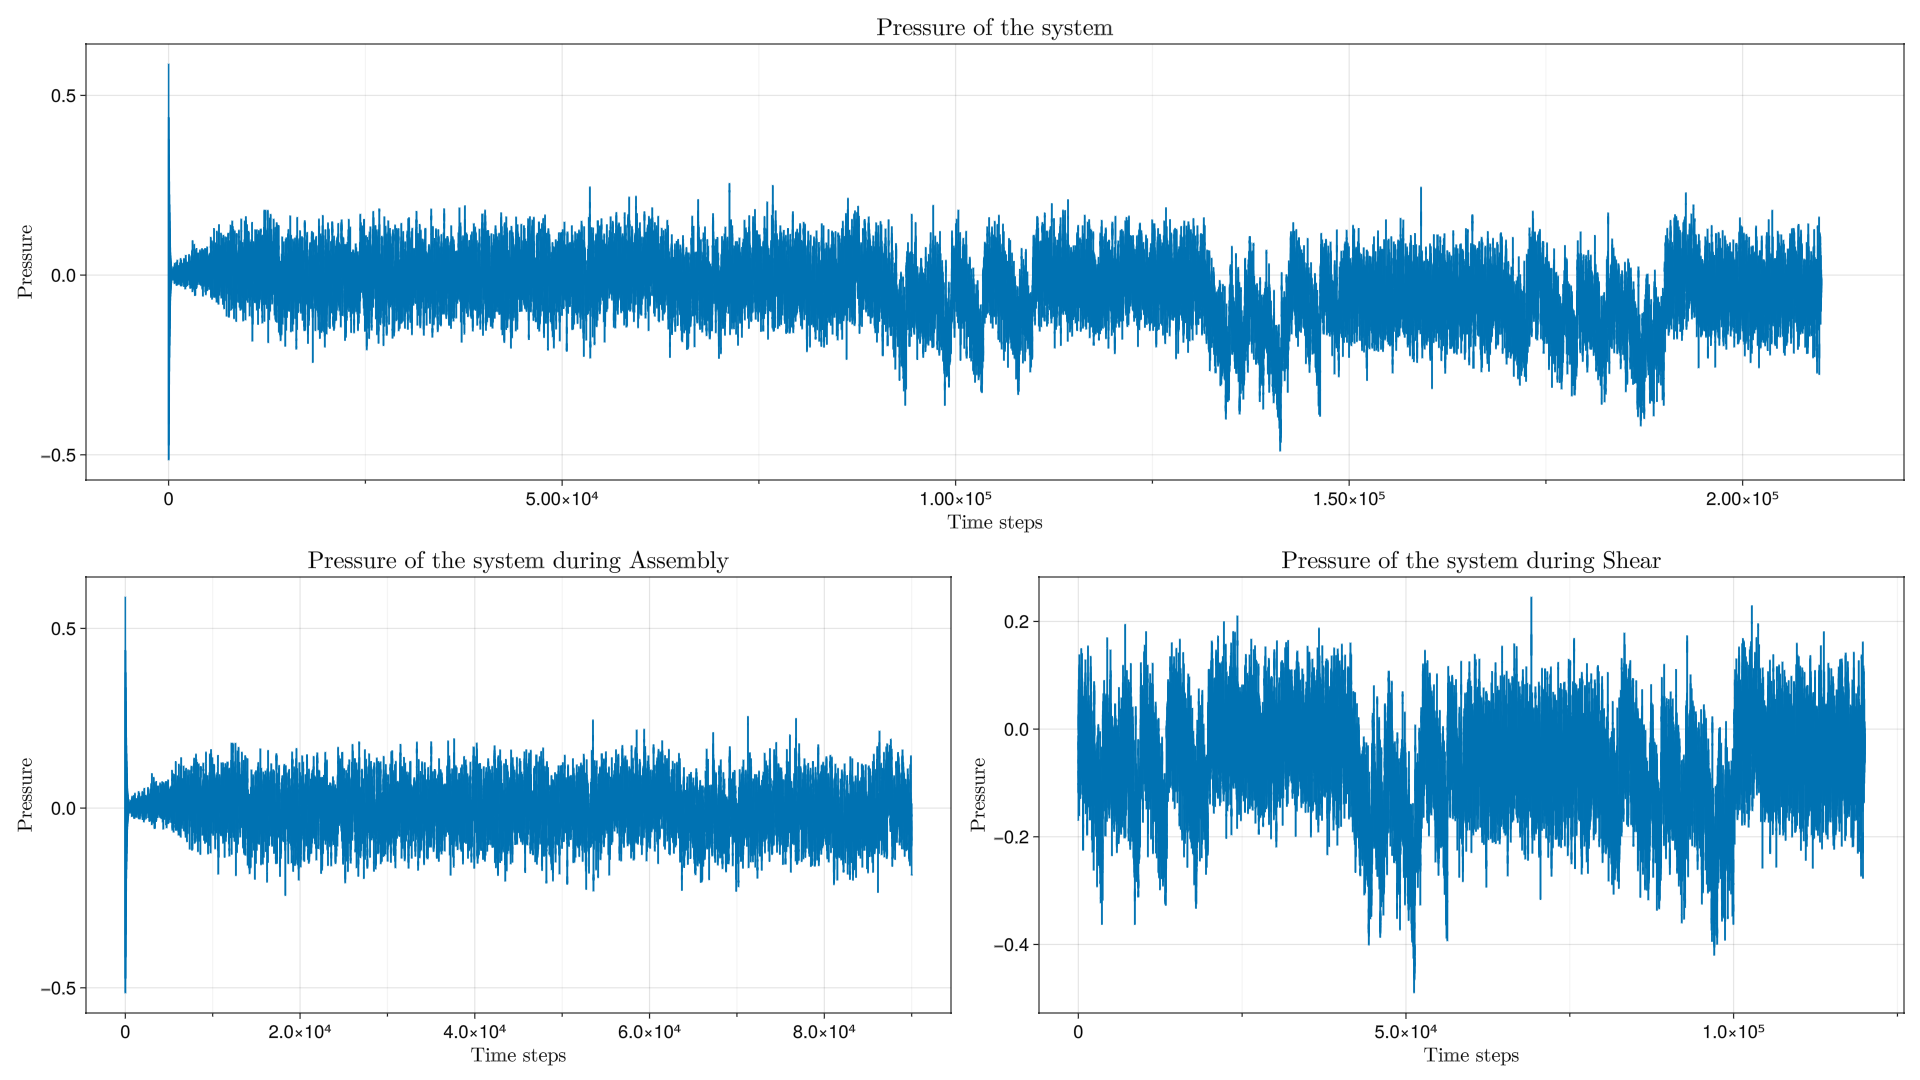 Pressure of the system
Pressure
0.5
0.0
−0.5
0
5.00×10⁴
1.00×10⁵
1.50×10⁵
2.00×10⁵
Time steps
Pressure of the system during Assembly
Pressure
0.5
0.0
−0.5
0
2.0×10⁴
4.0×10⁴
6.0×10⁴
8.0×10⁴
Time steps
Pressure of the system during Shear
Pressure
0.2
0.0
−0.2
−0.4
0
5.0×10⁴
1.0×10⁵
Time steps